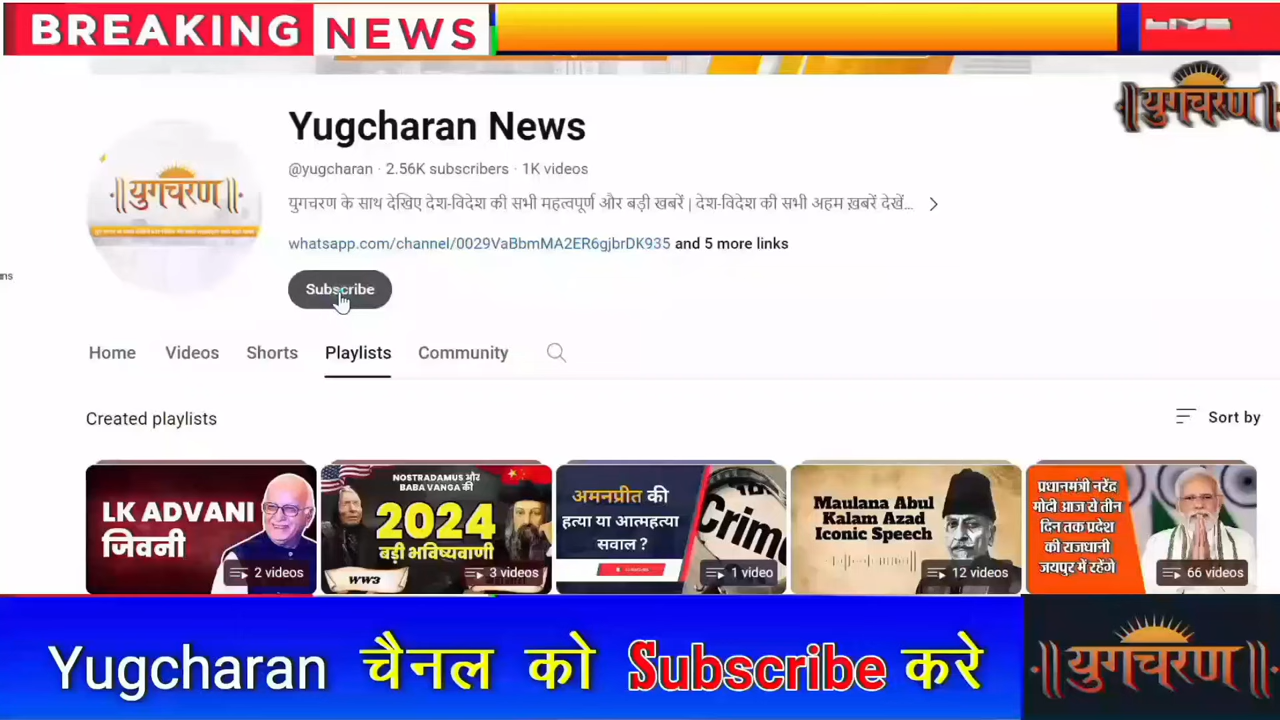 BREAKING NEWS
LIVE
युगचरण
Yugcharan News
@yugcharan · 2.56K subscribers · 1K videos
युगचरण के साथ देखिए देश-विदेश की सभी महत्वपूर्ण और बड़ी खबरें | देश-विदेश की सभी अहम ख़बरें देखें...
whatsapp.com/channel/0029VaBbmMA2ER6gjbrDK935 and 5 more links
युगचरण
Subscribe
Home Videos Shorts Playlists Community
Created playlists
Sort by
LK ADVANI
जिवनी
2 videos
NOSTRADAMUS और
BABA VANGA की
2024
बड़ी भविष्यवाणी
WW3
3 videos
अमनप्रीत की
हत्या या आत्महत्या
सवाल ?
Crime
1 video
Maulana Abul
Kalam Azad
Iconic Speech
12 videos
प्रधानमंत्री नरेंद्र
मोदी आज ये तीन
दिन तक प्रदेश
की राजधानी
जयपुर में रहेंगे
66 videos
Yugcharan चैनल को Subscribe करे
युगचरण